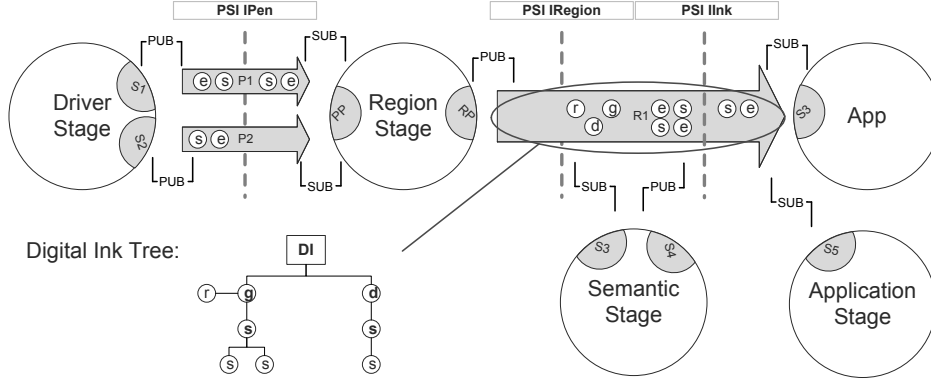 PSI IPen
PSI IRegion
PSI IInk
PUB
SUB
PUB
SUB
Driver
Stage
S1
S2
e s P1 s e
s e P2
PUB
SUB
PP
Region
Stage
RP
r g
d
R1
e s
s e
s e
S3
App
SUB
PUB
SUB
Digital Ink Tree:
DI
r g d
s s
s s s
S3
S4
Semantic
Stage
S5
Application
Stage